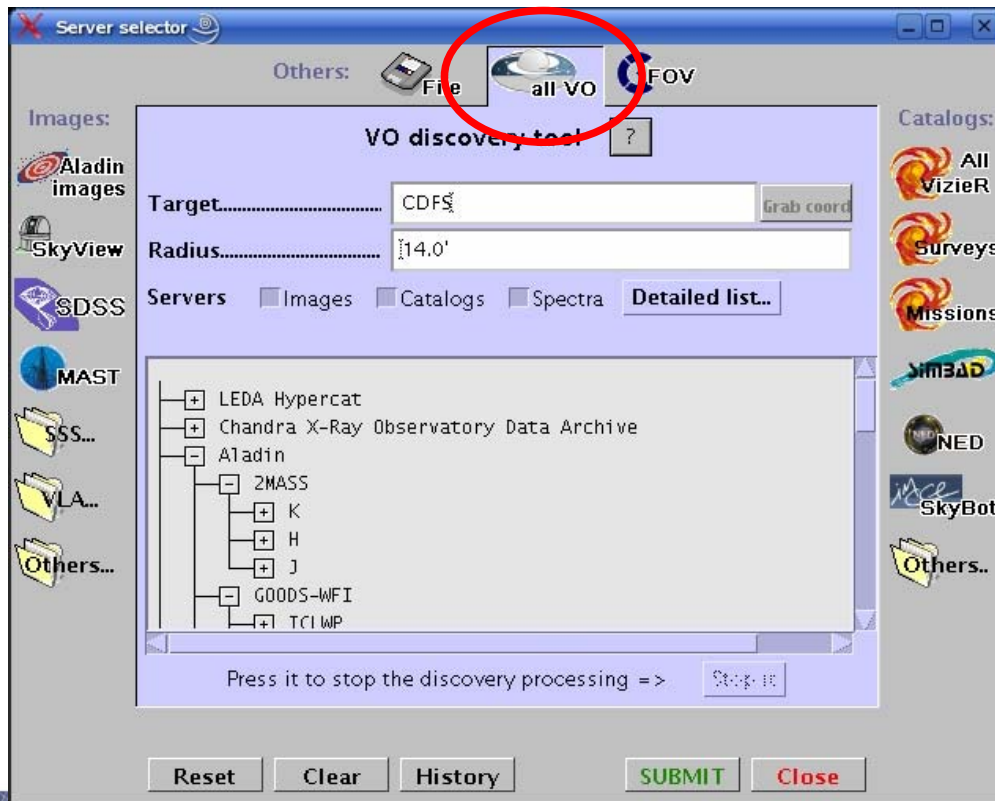 Server selector
Others:
File
all VO
FOV
Images:
Catalogs:
VO discovery tool ?
Aladin
images
SkyView
SDSS
MAST
SSS...
VLA...
Others...
Target................................. CDFS Grab coord
Radius................................. 14.0'
Servers Images Catalogs Spectra Detailed list...
+ LEDA Hypercat
+ Chandra X-Ray Observatory Data Archive
- Aladin
- 2MASS
+ K
+ H
+ J
- GOODS-WFI
Press it to stop the discovery processing => Stop it
All
VizieR
Surveys
Missions
SIMBAD
NED
SkyBot
Others..
Reset Clear History SUBMIT Close